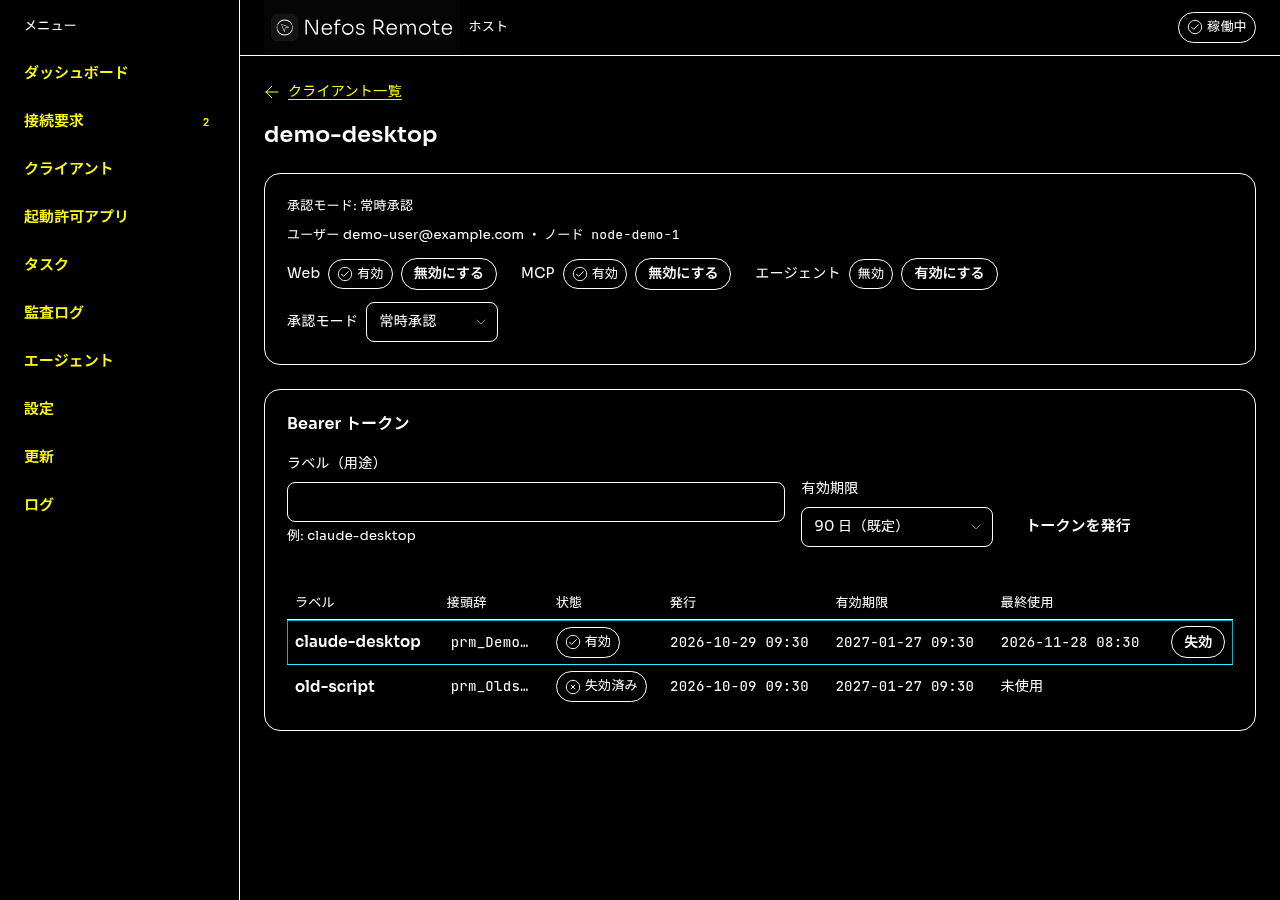 メニュー
ダッシュボード
接続要求 2
クライアント
起動許可アプリ
タスク
監査ログ
エージェント
設定
更新
ログ
Nefos Remote ホスト
稼働中
クライアント一覧
demo-desktop
承認モード: 常時承認
ユーザー demo-user@example.com ・ ノード node-demo-1
Web 有効 無効にする MCP 有効 無効にする エージェント 無効 有効にする
承認モード 常時承認
Bearer トークン
ラベル（用途）
例: claude-desktop
有効期限
90 日（既定）
トークンを発行
ラベル 接頭辞 状態 発行 有効期限 最終使用
claude-desktop prm_Demo… 有効 2026-10-29 09:30 2027-01-27 09:30 2026-11-28 08:30 失効
old-script prm_Olds… 失効済み 2026-10-09 09:30 2027-01-27 09:30 未使用